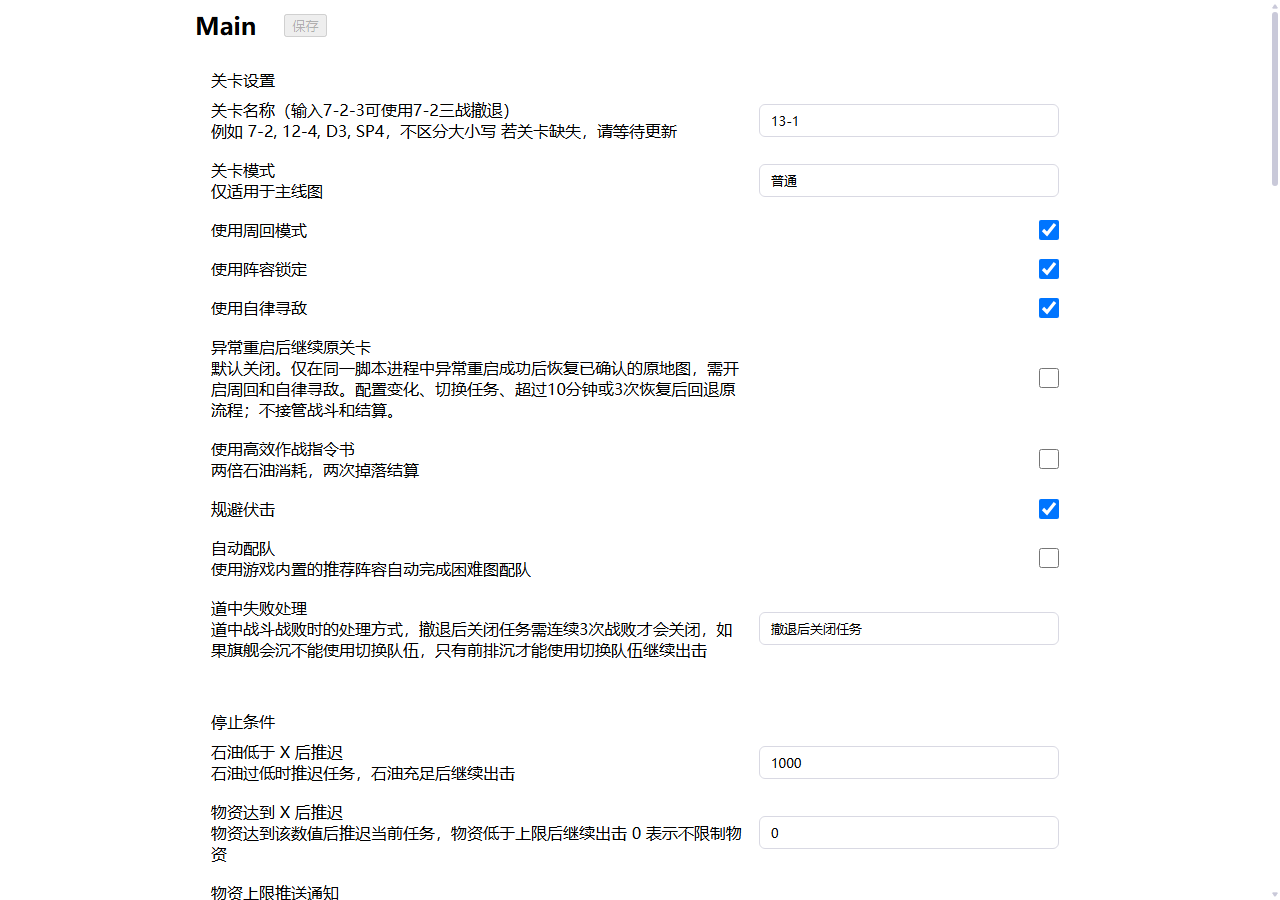 Main
保存
关卡设置
关卡名称（输入7-2-3可使用7-2三战撤退）
例如 7-2, 12-4, D3, SP4，不区分大小写 若关卡缺失，请等待更新
13-1
关卡模式
仅适用于主线图
普通
使用周回模式
使用阵容锁定
使用自律寻敌
异常重启后继续原关卡
默认关闭。仅在同一脚本进程中异常重启成功后恢复已确认的原地图，需开
启周回和自律寻敌。配置变化、切换任务、超过10分钟或3次恢复后回退原
流程；不接管战斗和结算。
使用高效作战指令书
两倍石油消耗，两次掉落结算
规避伏击
自动配队
使用游戏内置的推荐阵容自动完成困难图配队
道中失败处理
道中战斗战败时的处理方式，撤退后关闭任务需连续3次战败才会关闭，如
果旗舰会沉不能使用切换队伍，只有前排沉才能使用切换队伍继续出击
撤退后关闭任务
停止条件
石油低于 X 后推迟
石油过低时推迟任务，石油充足后继续出击
1000
物资达到 X 后推迟
物资达到该数值后推迟当前任务，物资低于上限后继续出击 0 表示不限制物
资
0
物资上限推送通知